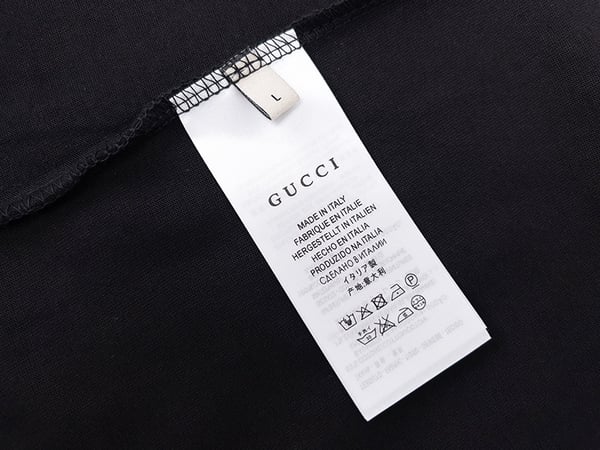 L
GUCCI
MADE IN ITALY
FABRIQUE EN ITALIE
HERGESTELLT IN ITALIEN
HECHO EN ITALIA
PRODUZIDO NA ITALIA
СДЕЛАНО В ИТАЛИИ
イタリア製
产地:意大利